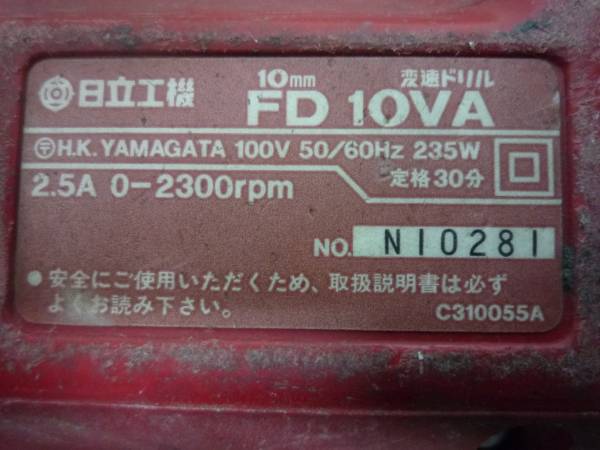 日立工機 10mm 変速ドリル
FD 10VA
〒 H.K. YAMAGATA 100V 50/60Hz 235W
2.5A 0-2300rpm 定格30分
NO. N10281
●安全にご使用いただくため、取扱説明書は必ず
よくお読み下さい。 C310055A